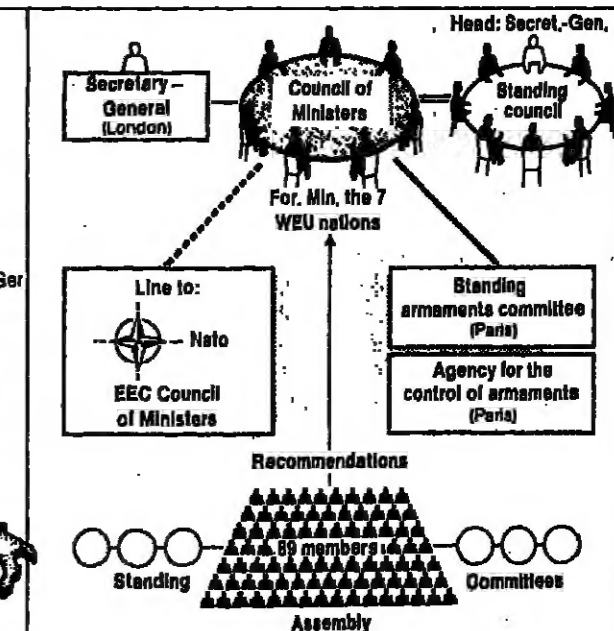 Head: Secret.-Gen.
Secretary –
General
(London)
Council of
Ministers
Standing
council
For. Min. the 7
WEU nations
Line to:
Nato
EEC Council
of Ministers
Standing
armaments committee
(Paris)
Agency for the
control of armaments
(Paris)
Recommendations
89 members
Standing
Committees
Assembly